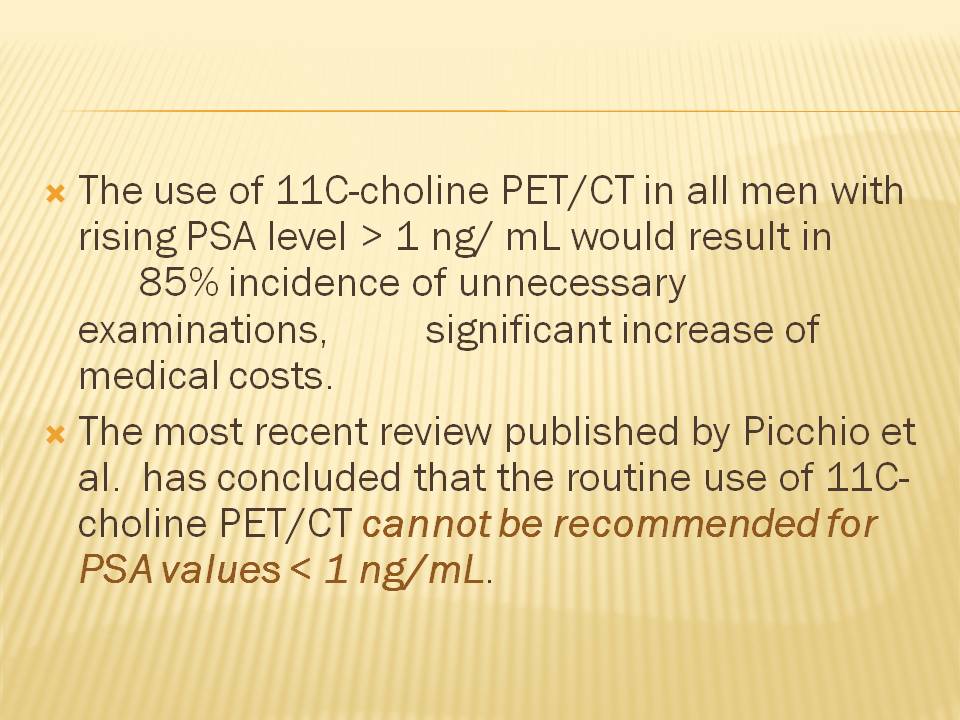 The use of 11C-choline PET/CT in all men with
rising PSA level > 1 ng/ mL would result in
85% incidence of unnecessary
examinations, significant increase of
medical costs.
The most recent review published by Picchio et
al. has concluded that the routine use of 11C-
choline PET/CT cannot be recommended for
PSA values < 1 ng/mL.